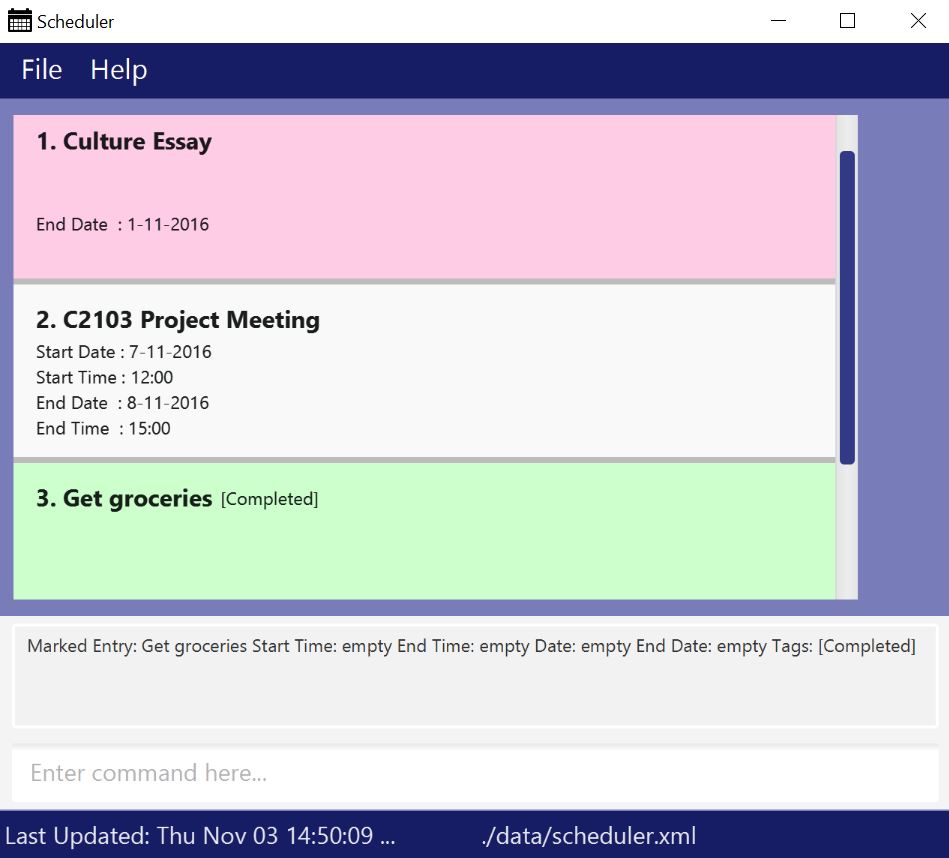 Scheduler
File Help
1. Culture Essay
End Date : 1-11-2016
2. C2103 Project Meeting
Start Date : 7-11-2016
Start Time : 12:00
End Date : 8-11-2016
End Time : 15:00
3. Get groceries [Completed]
Marked Entry: Get groceries Start Time: empty End Time: empty Date: empty End Date: empty Tags: [Completed]
Enter command here...
Last Updated: Thu Nov 03 14:50:09 ... ./data/scheduler.xml